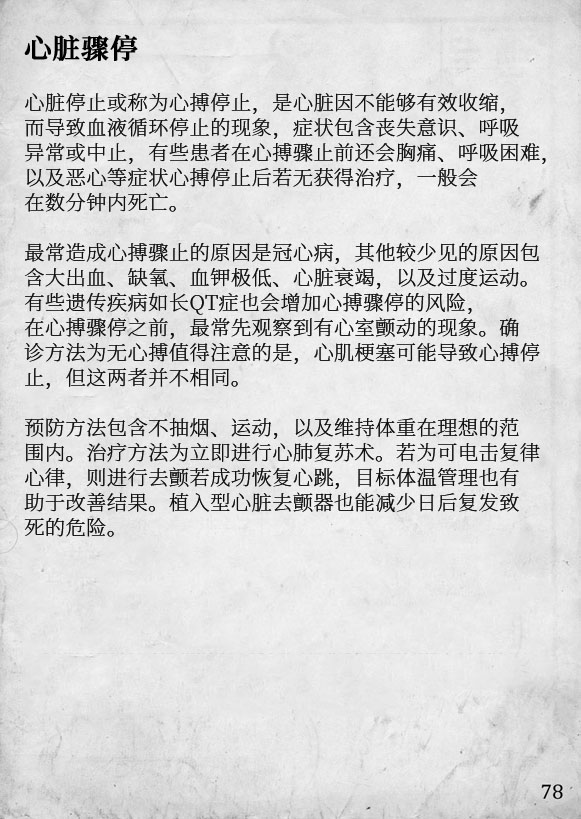 心脏骤停
心脏停止或称为心搏停止，是心脏因不能够有效收缩，
而导致血液循环停止的现象，症状包含丧失意识、呼吸
异常或中止，有些患者在心搏骤止前还会胸痛、呼吸困难，
以及恶心等症状心搏停止后若无获得治疗，一般会
在数分钟内死亡。
最常造成心搏骤止的原因是冠心病，其他较少见的原因包
含大出血、缺氧、血钾极低、心脏衰竭，以及过度运动。
有些遗传疾病如长QT症也会增加心搏骤停的风险，
在心搏骤停之前，最常先观察到有心室颤动的现象。确
诊方法为无心搏值得注意的是，心肌梗塞可能导致心搏停
止，但这两者并不相同。
预防方法包含不抽烟、运动，以及维持体重在理想的范
围内。治疗方法为立即进行心肺复苏术。若为可电击复律
心律，则进行去颤若成功恢复心跳，目标体温管理也有
助于改善结果。植入型心脏去颤器也能减少日后复发致
死的危险。
78